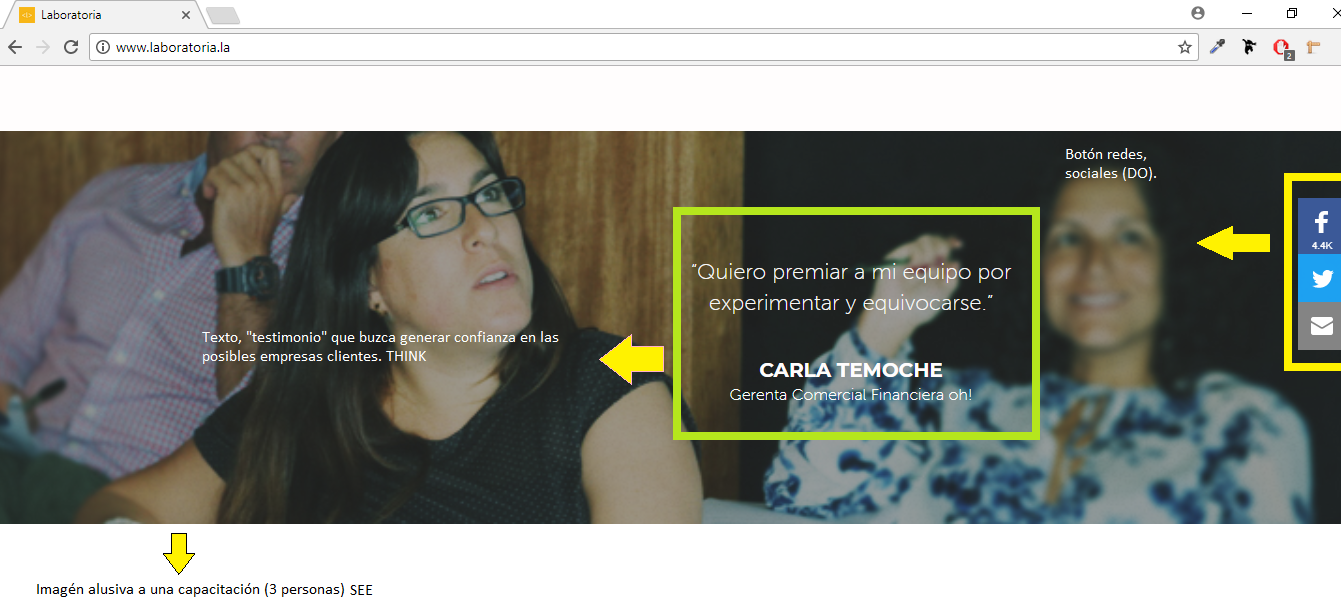 Laboratoria
www.laboratoria.la
2
Botón redes,
sociales (DO).
4.4K
“Quiero premiar a mi equipo por
experimentar y equivocarse.”
Texto, "testimonio" que buzca generar confianza en las
posibles empresas clientes. THINK
CARLA TEMOCHE
Gerenta Comercial Financiera oh!
Imagén alusiva a una capacitación (3 personas) SEE